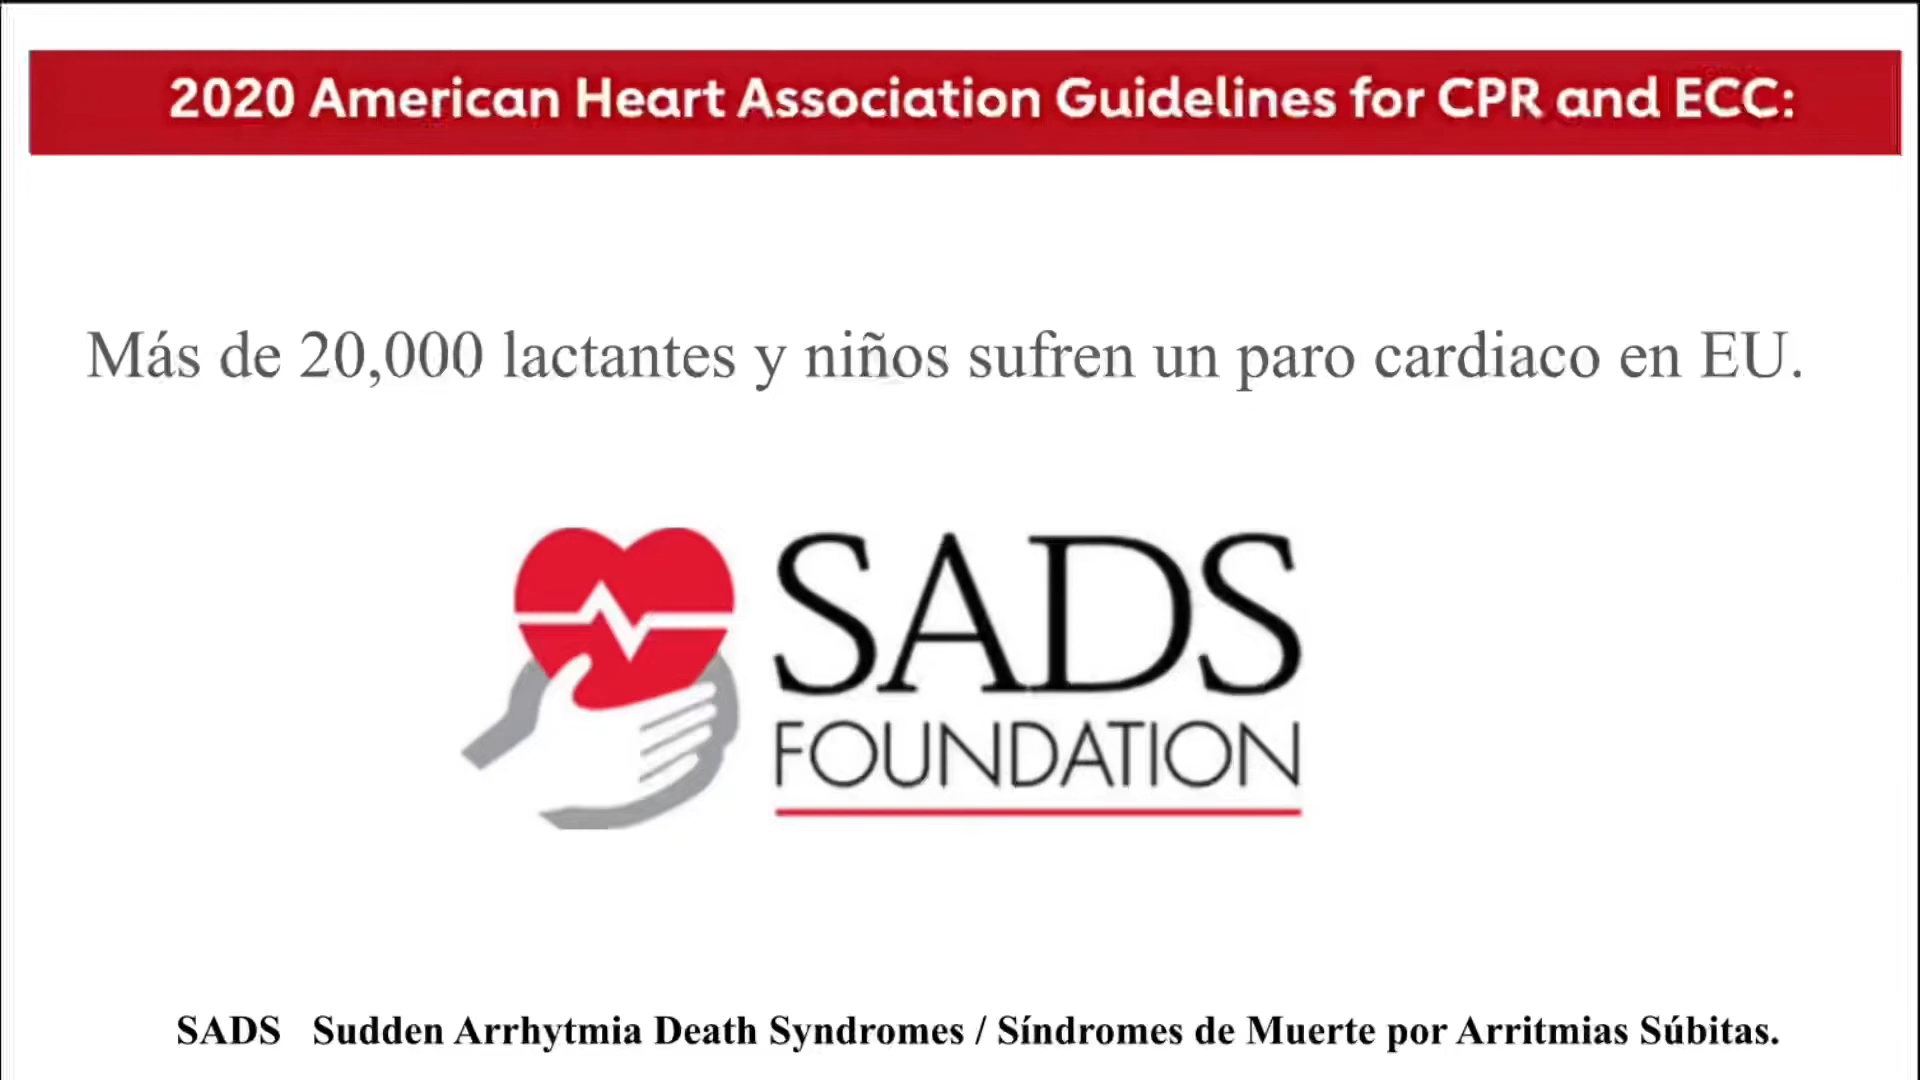 2020 American Heart Association Guidelines for CPR and ECC:
Más de 20,000 lactantes y niños sufren un paro cardiaco en EU.
SADS
FOUNDATION
SADS Sudden Arrhytmia Death Syndromes / Síndromes de Muerte por Arritmias Súbitas.